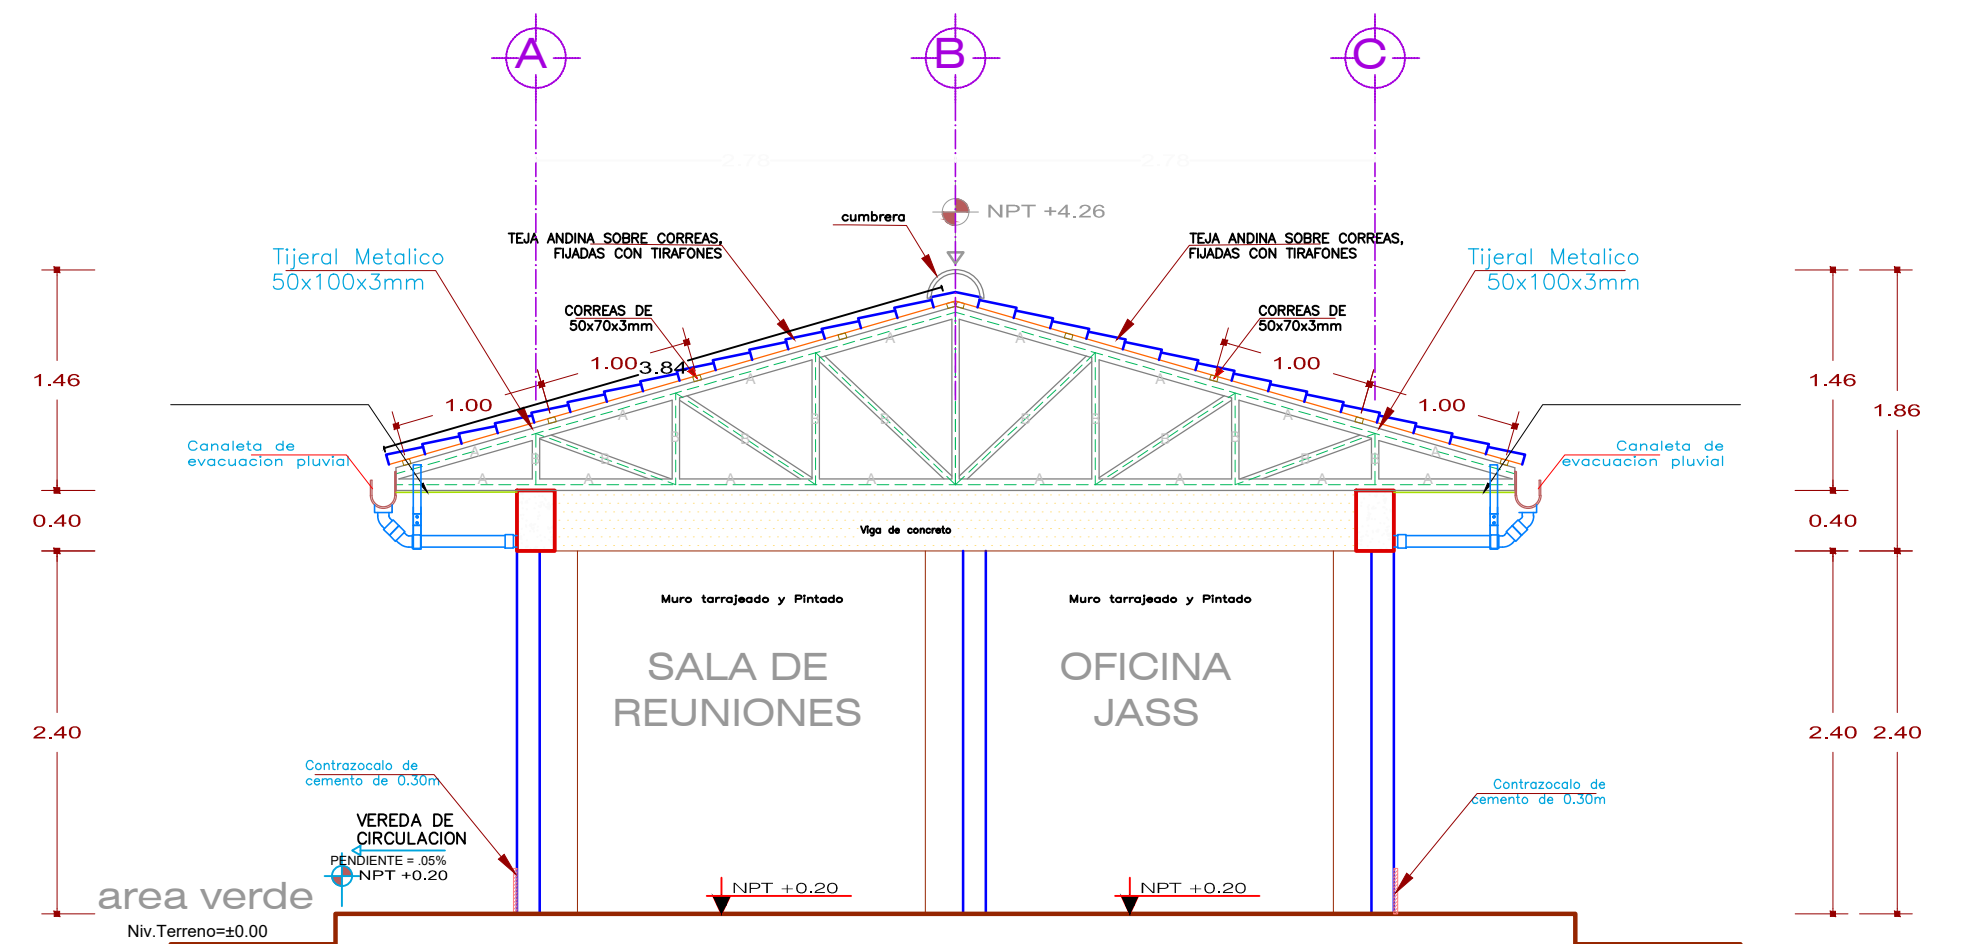 A
B
C
2.78
2.78
NPT +4.26
cumbrera
TEJA ANDINA SOBRE CORREAS,
FIJADAS CON TIRAFONES
TEJA ANDINA SOBRE CORREAS,
FIJADAS CON TIRAFONES
Tijeral Metalico
50x100x3mm
Tijeral Metalico
50x100x3mm
CORREAS DE
50x70x3mm
CORREAS DE
50x70x3mm
1.00
3.84
1.00
1.00
1.00
1.46
1.46
1.86
Canaleta de
evacuacion pluvial
Canaleta de
evacuacion pluvial
A
A
A
A
A
A
A
A
B
B
B
B
B
B
B
B
B
B
B
B
A
A
A
A
A
A
A
A
0.40
0.40
Viga de concreto
Muro tarrajeado y Pintado
Muro tarrajeado y Pintado
SALA DE
REUNIONES
OFICINA
JASS
2.40
2.40
2.40
Contrazocalo de
cemento de 0.30m
Contrazocalo de
cemento de 0.30m
VEREDA DE
CIRCULACION
PENDIENTE = .05%
NPT +0.20
NPT +0.20
NPT +0.20
area verde
Niv.Terreno=±0.00